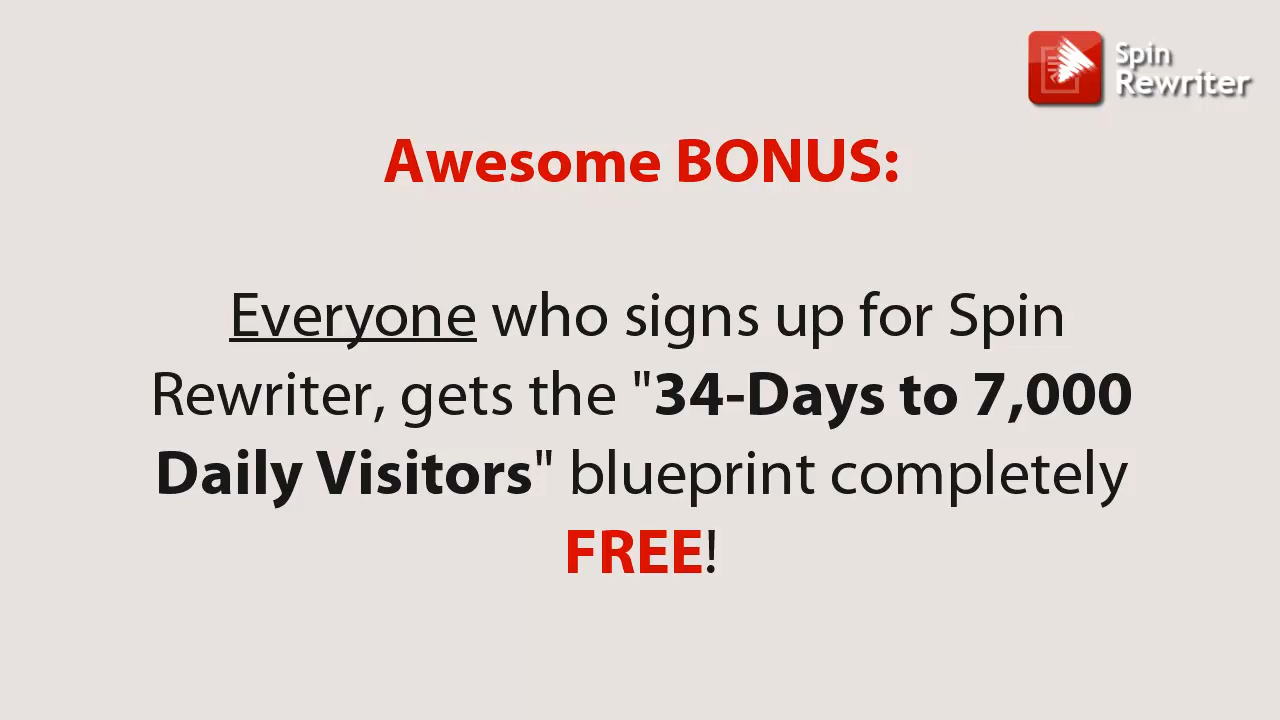 Spin
Rewriter
Awesome BONUS:
Everyone who signs up for Spin
Rewriter, gets the "34-Days to 7,000
Daily Visitors" blueprint completely
FREE!